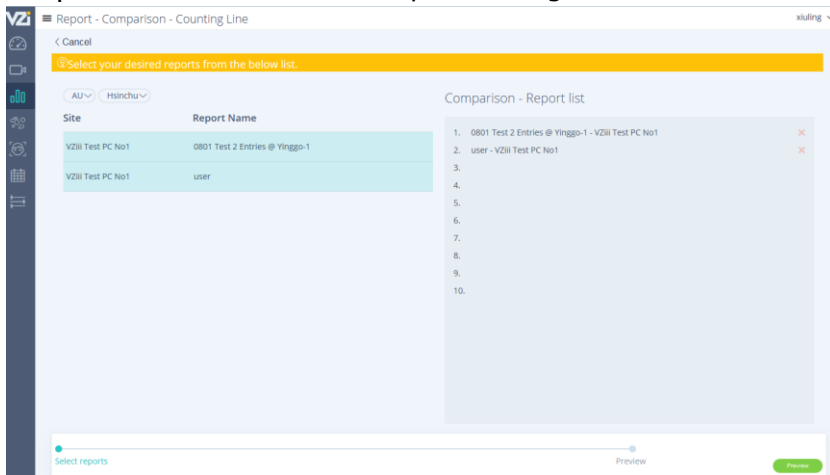 VZi
Report - Comparison - Counting Line
xiuling
< Cancel
Select your desired reports from the below list.
AU
Hsinchu
Comparison - Report list
Site
Report Name
VZiii Test PC No1
0801 Test 2 Entries @ Yinggo-1
VZiii Test PC No1
user
1. 0801 Test 2 Entries @ Yinggo-1 - VZiii Test PC No1
2. user - VZiii Test PC No1
3.
4.
5.
6.
7.
8.
9.
10.
Select reports
Preview
Preview